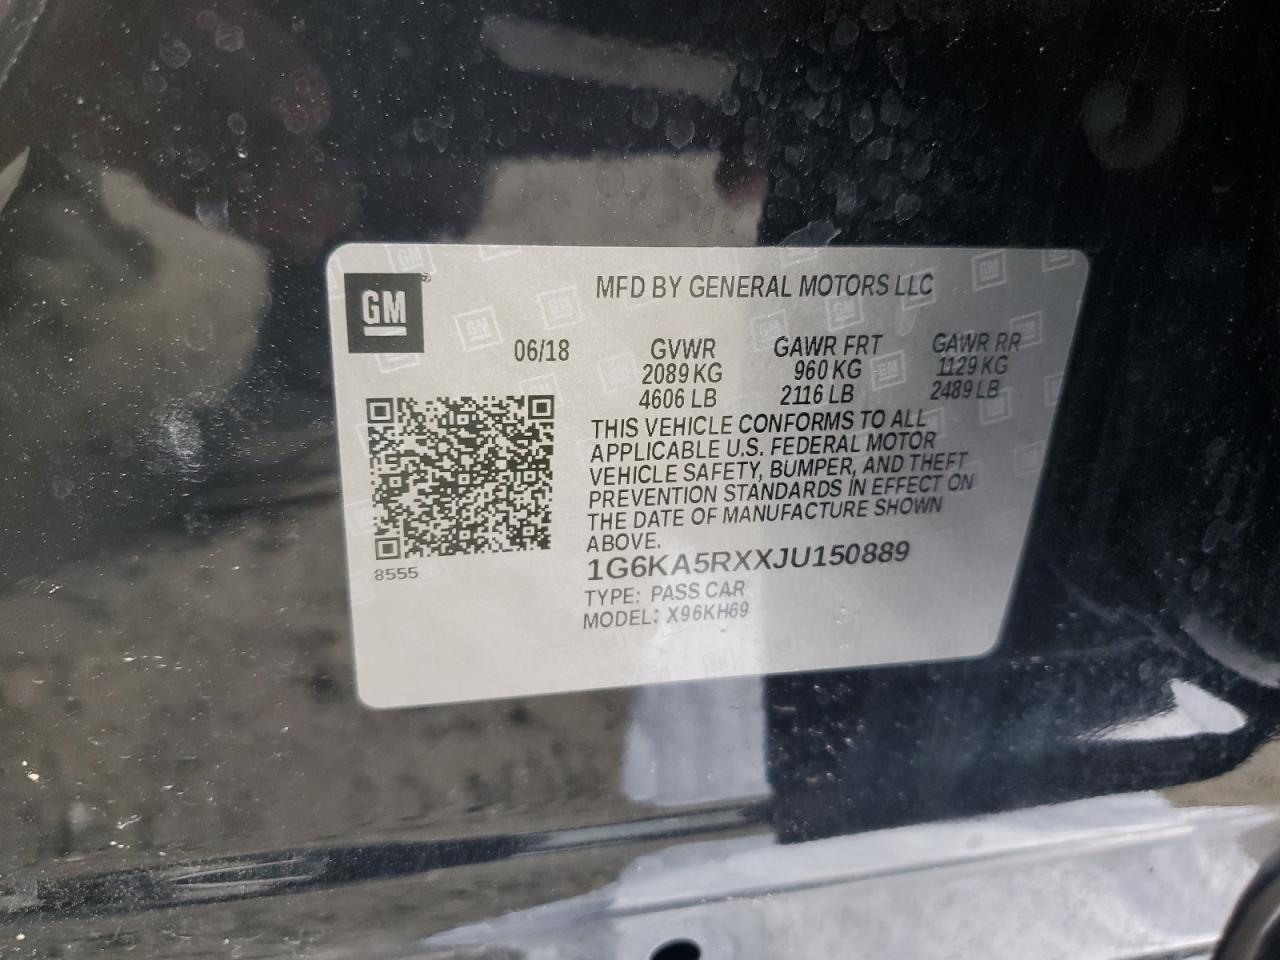 GM
MFD BY GENERAL MOTORS LLC
06/18 GVWR GAWR FRT GAWR RR
2089 KG 960 KG 1129 KG
4606 LB 2116 LB 2489 LB
THIS VEHICLE CONFORMS TO ALL
APPLICABLE U.S. FEDERAL MOTOR
VEHICLE SAFETY, BUMPER, AND THEFT
PREVENTION STANDARDS IN EFFECT ON
THE DATE OF MANUFACTURE SHOWN
ABOVE.
8555
1G6KA5RXXJU150889
TYPE: PASS CAR
MODEL: X96KH69